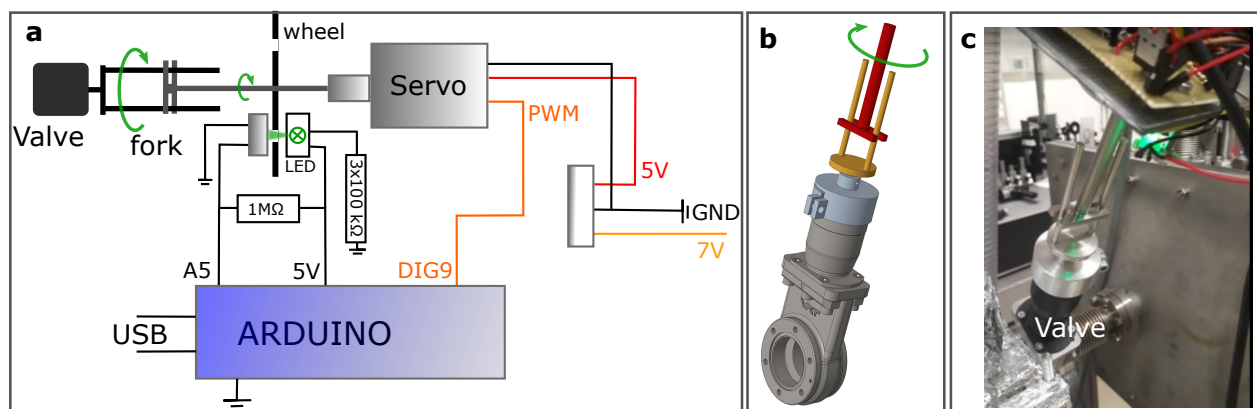 a
wheel
Servo
Valve
fork
PWM
LED
3x100 kΩ
5V
1MΩ
GND
7V
A5
5V
DIG9
USB
ARDUINO
b
c
Valve